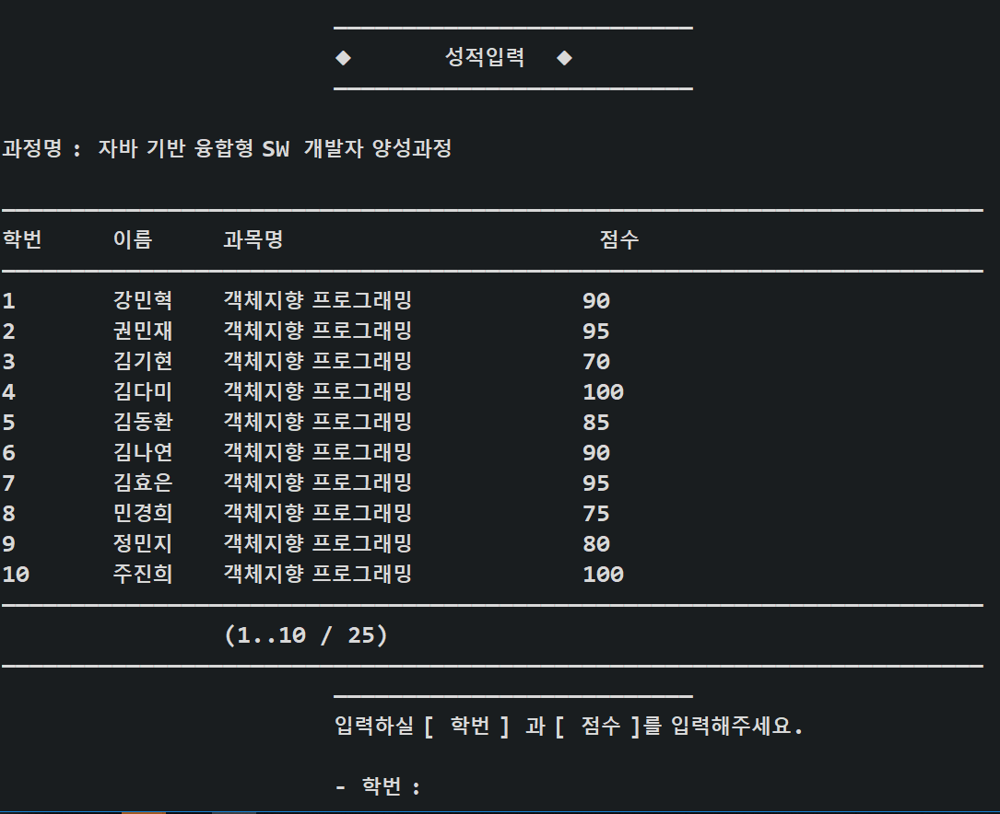 ◆ 성적입력 ◆
과정명 : 자바 기반 융합형 SW 개발자 양성과정
학번 이름 과목명 점수
1 강민혁 객체지향 프로그래밍 90
2 권민재 객체지향 프로그래밍 95
3 김기현 객체지향 프로그래밍 70
4 김다미 객체지향 프로그래밍 100
5 김동환 객체지향 프로그래밍 85
6 김나연 객체지향 프로그래밍 90
7 김효은 객체지향 프로그래밍 95
8 민경희 객체지향 프로그래밍 75
9 정민지 객체지향 프로그래밍 80
10 주진희 객체지향 프로그래밍 100
(1..10 / 25)
입력하실 [ 학번 ] 과 [ 점수 ]를 입력해주세요.
- 학번 :